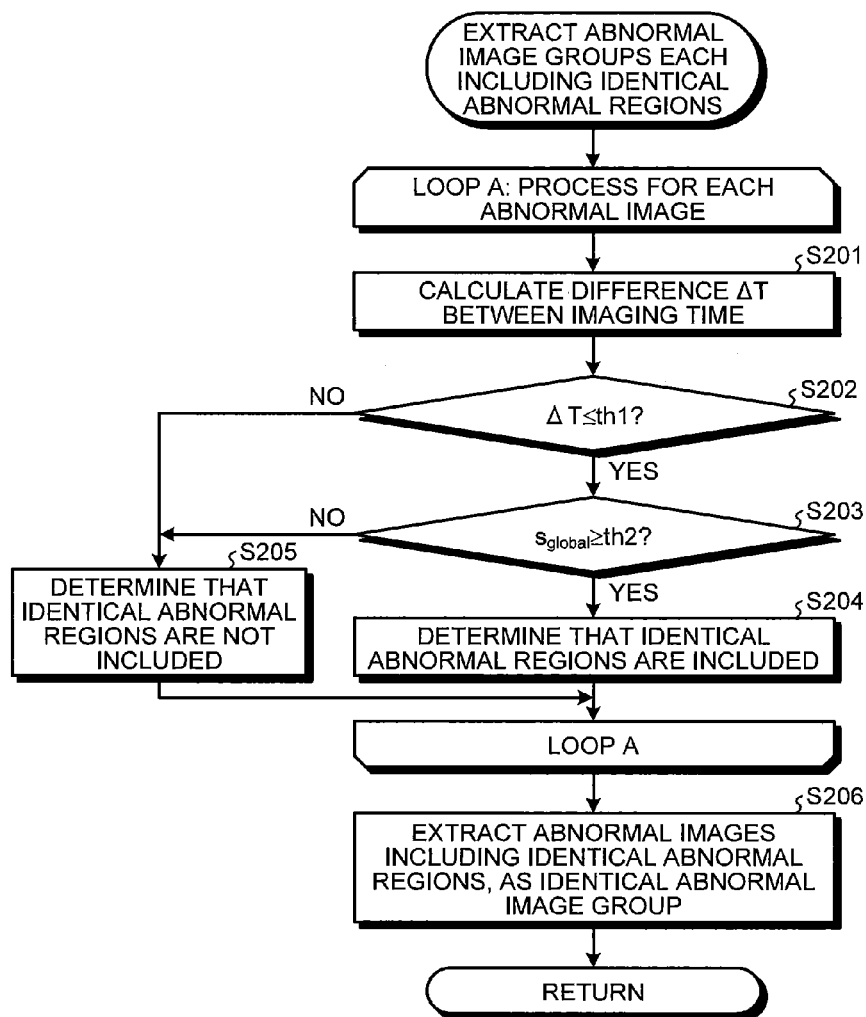 EXTRACT ABNORMAL
IMAGE GROUPS EACH
INCLUDING IDENTICAL
ABNORMAL REGIONS
LOOP A: PROCESS FOR EACH
ABNORMAL IMAGE
S201
CALCULATE DIFFERENCE ΔT
BETWEEN IMAGING TIME
S202
NO
Δ T≤th1?
YES
S203
NO
sglobal≥th2?
YES
S205
DETERMINE THAT
IDENTICAL ABNORMAL
REGIONS ARE NOT
INCLUDED
S204
DETERMINE THAT IDENTICAL
ABNORMAL REGIONS ARE INCLUDED
LOOP A
S206
EXTRACT ABNORMAL IMAGES
INCLUDING IDENTICAL ABNORMAL
REGIONS, AS IDENTICAL ABNORMAL
IMAGE GROUP
RETURN